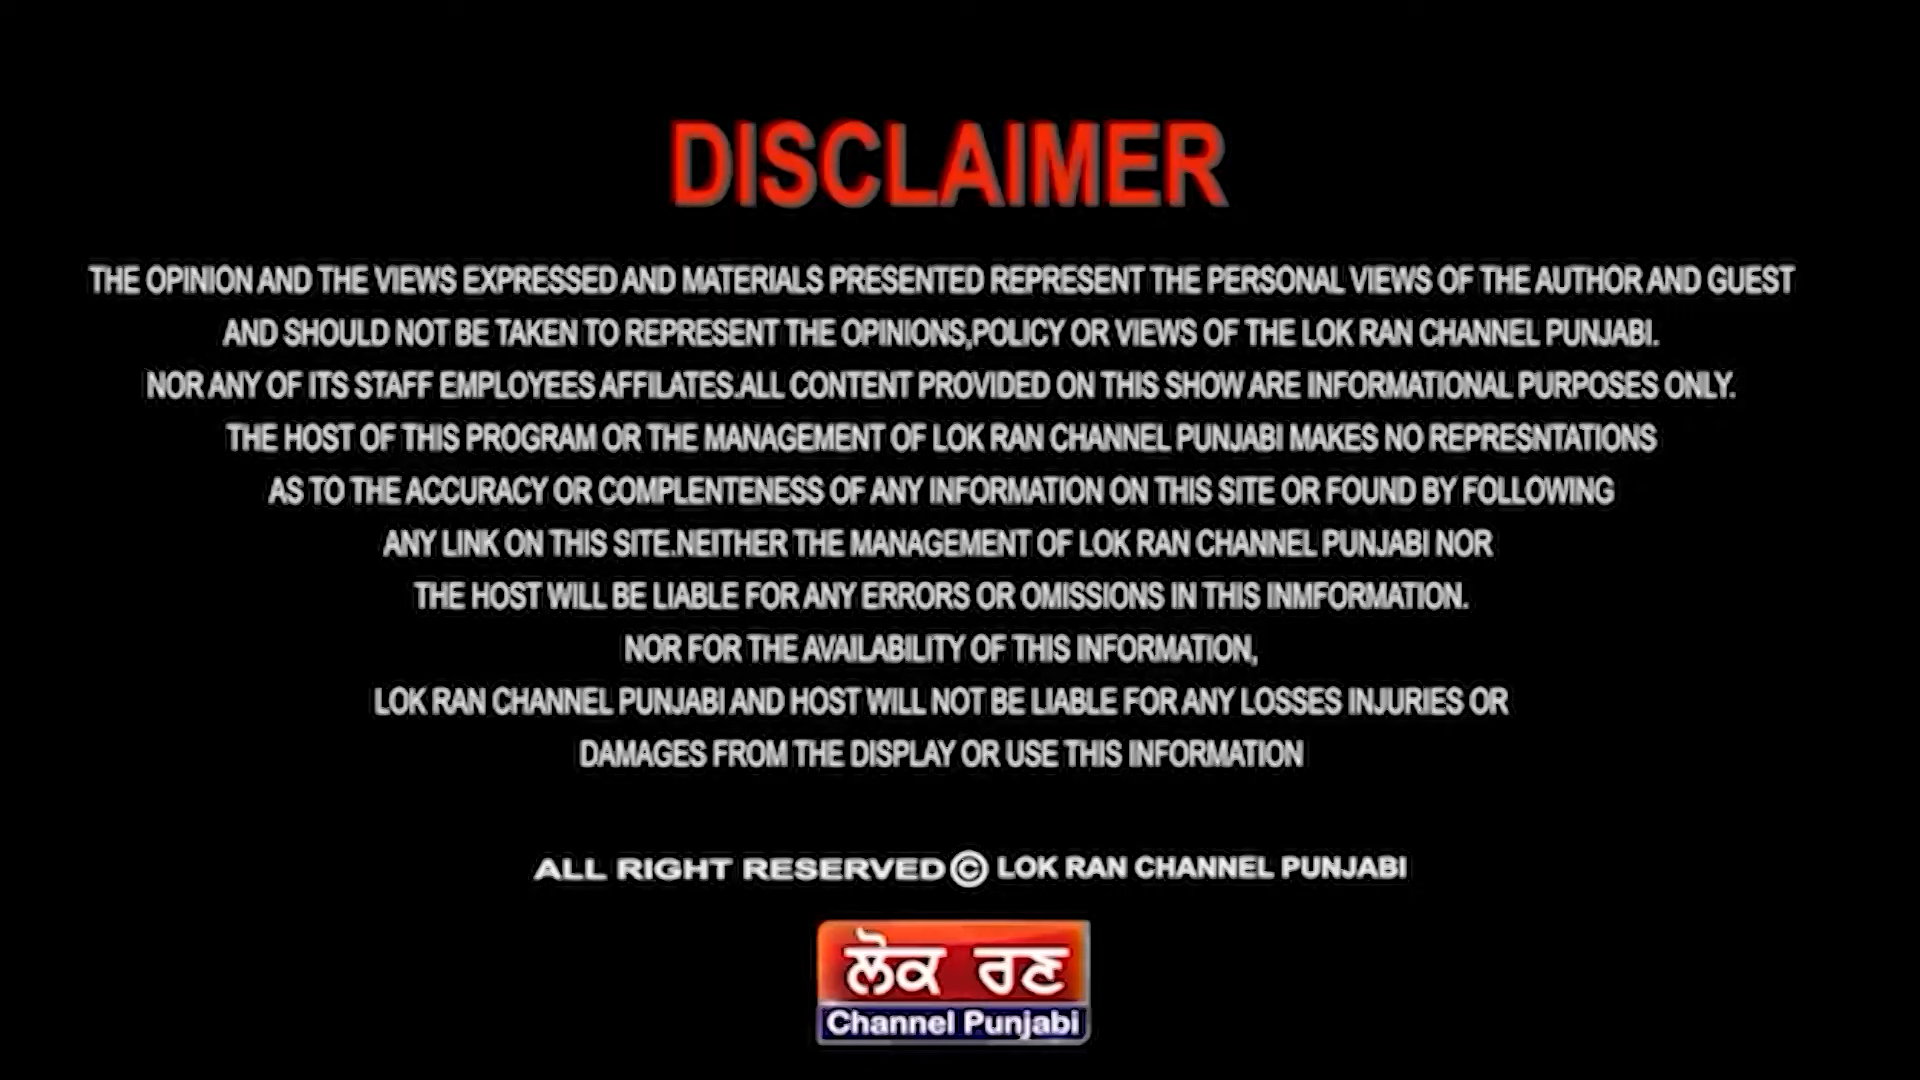 DISCLAIMER
THE OPINION AND THE VIEWS EXPRESSED AND MATERIALS PRESENTED REPRESENT THE PERSONAL VIEWS OF THE AUTHOR AND GUEST
AND SHOULD NOT BE TAKEN TO REPRESENT THE OPINIONS,POLICY OR VIEWS OF THE LOK RAN CHANNEL PUNJABI.
NOR ANY OF ITS STAFF EMPLOYEES AFFILATES.ALL CONTENT PROVIDED ON THIS SHOW ARE INFORMATIONAL PURPOSES ONLY.
THE HOST OF THIS PROGRAM OR THE MANAGEMENT OF LOK RAN CHANNEL PUNJABI MAKES NO REPRESNTATIONS
AS TO THE ACCURACY OR COMPLENTENESS OF ANY INFORMATION ON THIS SITE OR FOUND BY FOLLOWING
ANY LINK ON THIS SITE.NEITHER THE MANAGEMENT OF LOK RAN CHANNEL PUNJABI NOR
THE HOST WILL BE LIABLE FOR ANY ERRORS OR OMISSIONS IN THIS INMFORMATION.
NOR FOR THE AVAILABILITY OF THIS INFORMATION,
LOK RAN CHANNEL PUNJABI AND HOST WILL NOT BE LIABLE FOR ANY LOSSES INJURIES OR
DAMAGES FROM THE DISPLAY OR USE THIS INFORMATION
ALL RIGHT RESERVED © LOK RAN CHANNEL PUNJABI
ਲੋਕ ਰਣ
Channel Punjabi